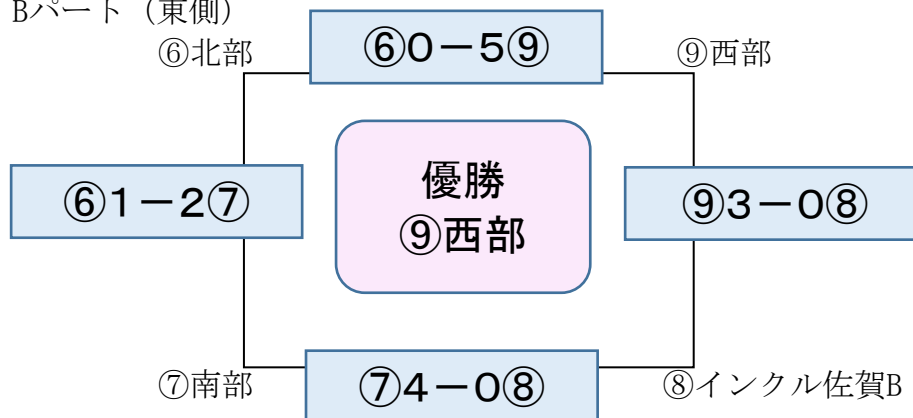 Bパート（東側）
⑥北部
⑥０－５⑨
⑨西部
⑥１－２⑦
優勝
⑨西部
⑨３－０⑧
⑦南部
⑦４－０⑧
⑧インクル佐賀B